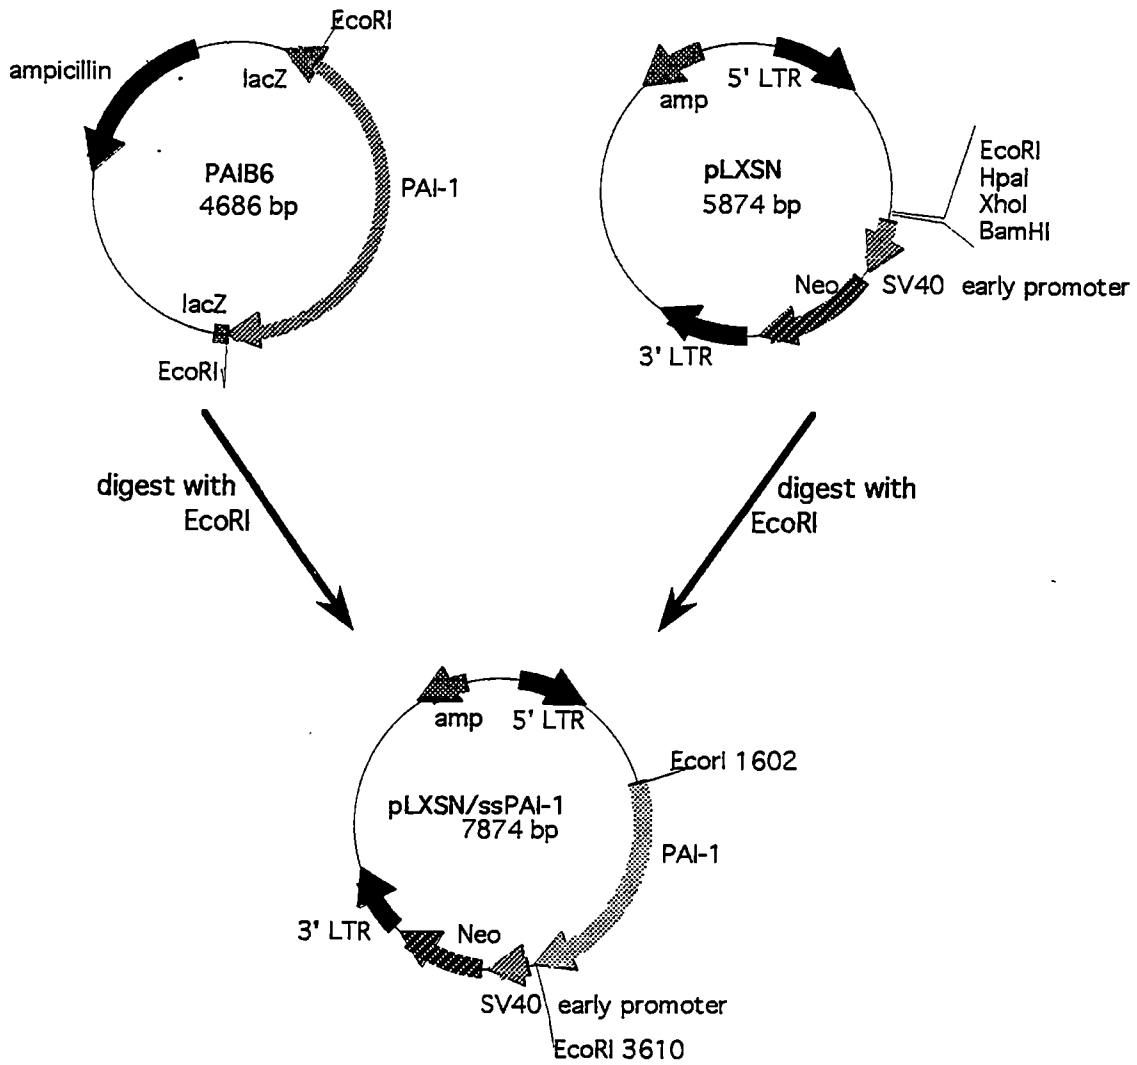 EcoRI
ampicillin
lacZ
PAIB6
4686 bp
PAI-1
lacZ
EcoRI
5' LTR
amp
pLXSN
5874 bp
EcoRI
HpaI
XhoI
BamHI
Neo
SV40 early promoter
3' LTR
digest with
EcoRI
digest with
EcoRI
amp
5' LTR
EcorI 1602
pLXSN/ssPAI-1
7874 bp
PAI-1
3' LTR
Neo
SV40 early promoter
EcoRI 3610